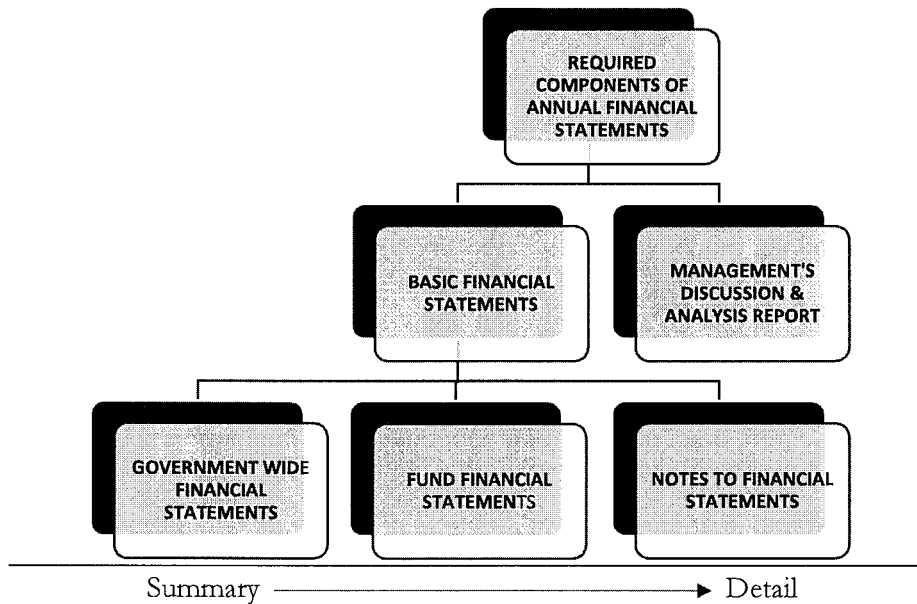 REQUIRED
COMPONENTS OF
ANNUAL FINANCIAL
STATEMENTS
BASIC FINANCIAL
STATEMENTS
MANAGEMENT'S
DISCUSSION &
ANALYSIS REPORT
GOVERNMENT WIDE
FINANCIAL
STATEMENTS
FUND FINANCIAL
STATEMENTS
NOTES TO FINANCIAL
STATEMENTS
Summary
Detail